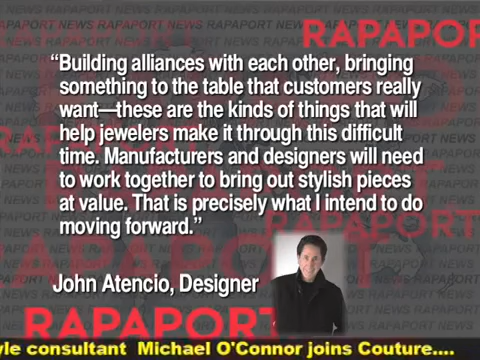 RAPAPORT
“Building alliances with each other, bringing
something to the table that customers really
want—these are the kinds of things that will
help jewelers make it through this difficult
time. Manufacturers and designers will need
to work together to bring out stylish pieces
at value. That is precisely what I intend to do
moving forward.”
John Atencio, Designer
RAPAPORT
yle consultant Michael O'Connor joins Couture....